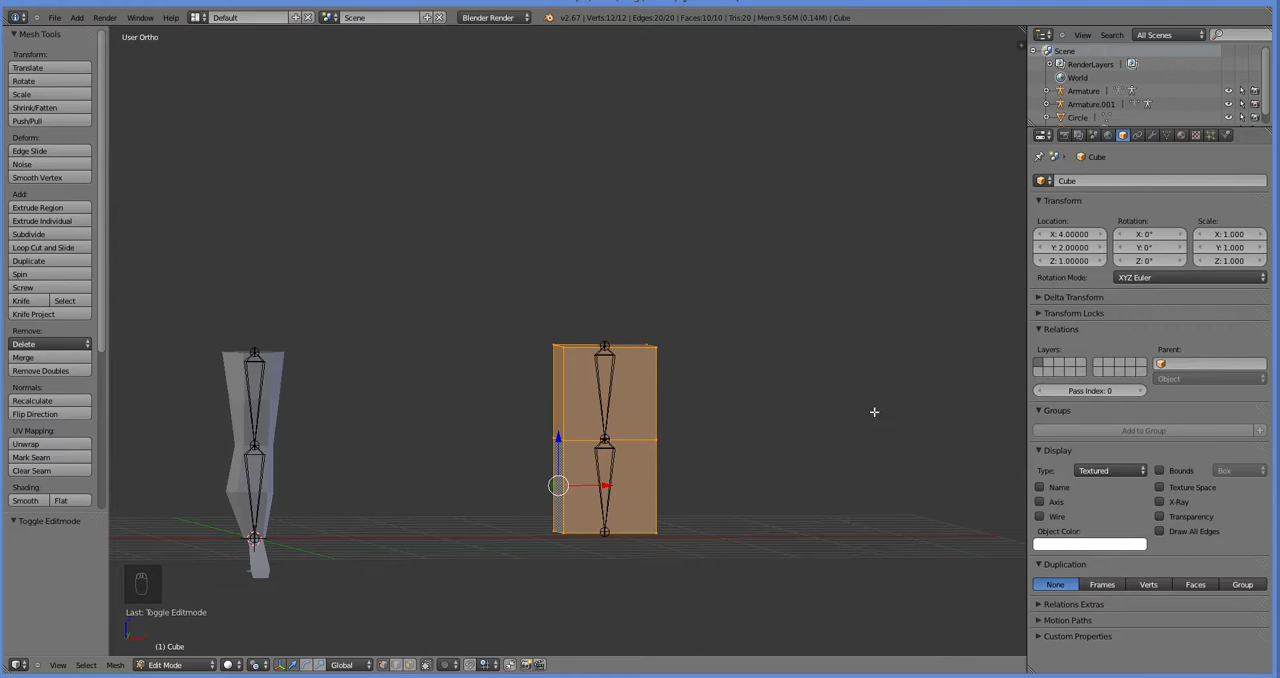 File Add Render Window Help Default Scene Blender Render v2.67 | Verts:12/12 | Edges:20/20 | Faces:10/10 | Tris:20 | Mem:9.56M (0.14M) | Cube
Mesh Tools
Transform:
Translate
Rotate
Scale
Shrink/Fatten
Push/Pull
Deform:
Edge Slide
Noise
Smooth Vertex
Add:
Extrude Region
Extrude Individual
Subdivide
Loop Cut and Slide
Duplicate
Spin
Screw
Knife Select
Knife Project
Remove:
Delete
Merge
Remove Doubles
Normals:
Recalculate
Flip Direction
UV Mapping:
Unwrap
Mark Seam
Clear Seam
Shading:
Smooth Flat
Toggle Editmode
User Ortho
Last: Toggle Editmode
(1) Cube
View Select Mesh Edit Mode Global
View Search All Scenes
Scene
RenderLayers
World
Armature
Armature.001
Circle
Cube
Cube
Transform
Location: Rotation: Scale:
X: 4.00000 X: 0° X: 1.000
Y: 2.00000 Y: 0° Y: 1.000
Z: 1.00000 Z: 0° Z: 1.000
Rotation Mode: XYZ Euler
Delta Transform
Transform Locks
Relations
Layers: Parent:
Object
Pass Index: 0
Groups
Add to Group
Display
Type: Textured Bounds Box
Name Texture Space
Axis X-Ray
Wire Transparency
Object Color: Draw All Edges
Duplication
None Frames Verts Faces Group
Relations Extras
Motion Paths
Custom Properties